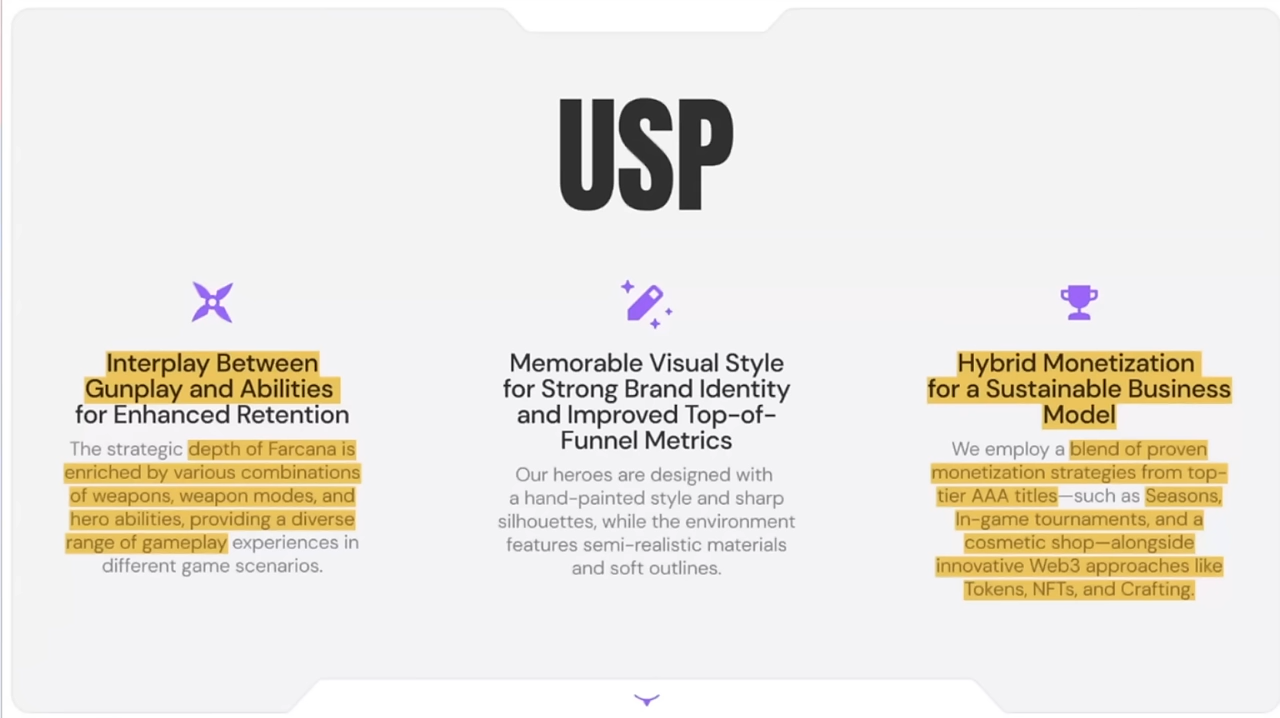 USP
Interplay Between
Gunplay and Abilities
for Enhanced Retention
The strategic depth of Farcana is
enriched by various combinations
of weapons, weapon modes, and
hero abilities, providing a diverse
range of gameplay experiences in
different game scenarios.
Memorable Visual Style
for Strong Brand Identity
and Improved Top-of-
Funnel Metrics
Our heroes are designed with
a hand-painted style and sharp
silhouettes, while the environment
features semi-realistic materials
and soft outlines.
Hybrid Monetization
for a Sustainable Business
Model
We employ a blend of proven
monetization strategies from top-
tier AAA titles—such as Seasons,
In-game tournaments, and a
cosmetic shop—alongside
innovative Web3 approaches like
Tokens, NFTs, and Crafting.